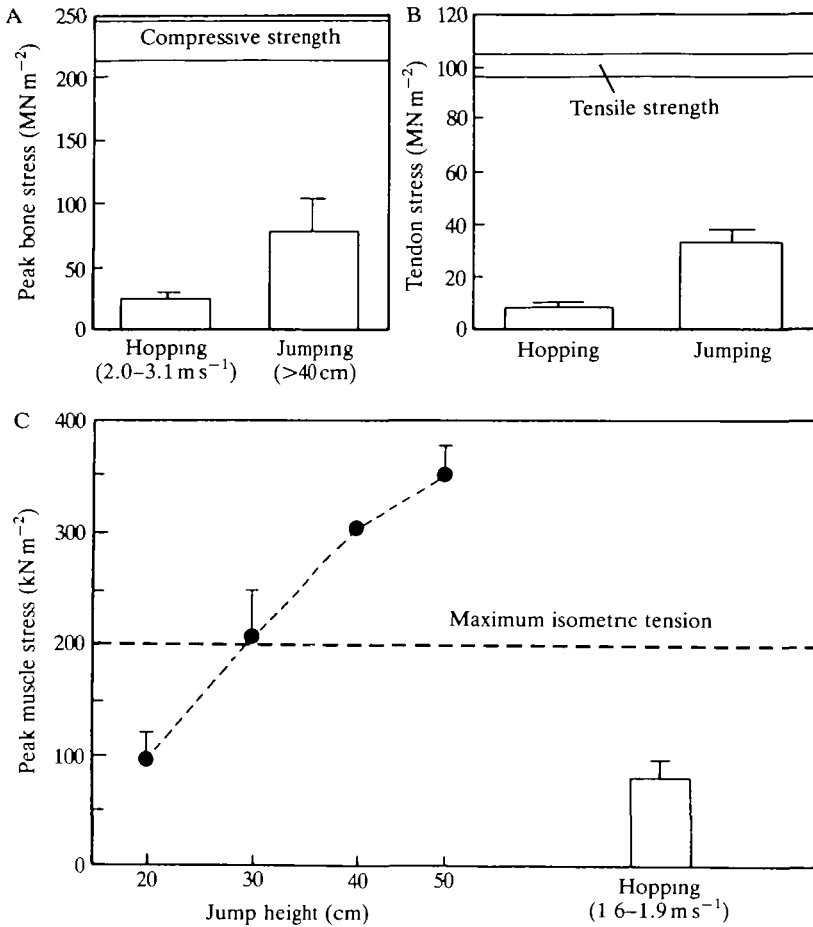 A
Peak bone stress (MN m⁻²)
250
200
150
100
50
0
Compressive strength
Hopping
(2.0–3.1 m s⁻¹)
Jumping
(>40 cm)
B
Tendon stress (MN m⁻²)
120
100
80
60
40
20
0
Tensile strength
Hopping
Jumping
C
Peak muscle stress (kN m⁻²)
400
300
200
100
0
Maximum isometric tension
20
30
40
50
Jump height (cm)
Hopping
(1 6–1.9 m s⁻¹)